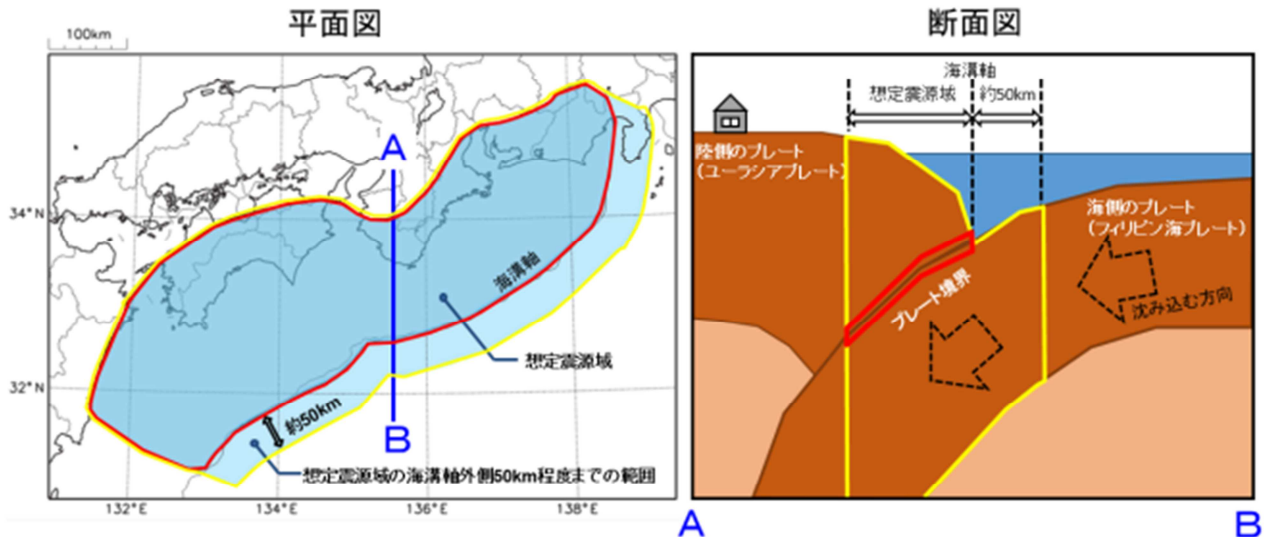 平面図
100km
34°N
32°N
132°E
134°E
136°E
138°E
A
B
海溝軸
想定震源域
約50km
想定震源域の海溝軸外側50km程度までの範囲
断面図
海溝軸
想定震源域
約50km
陸側のプレート
(ユーラシアプレート)
海側のプレート
(フィリピン海プレート)
プレート境界
沈み込む方向
A
B